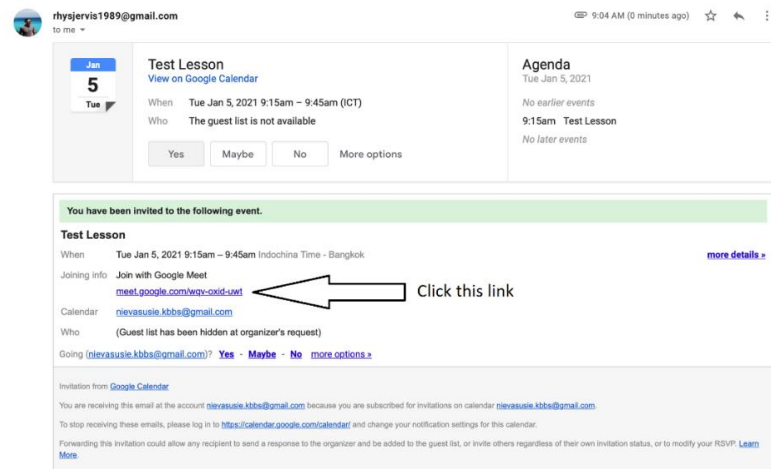 rhysjervis1989@gmail.com
9:04 AM (0 minutes ago)
to me
Jan
5
Tue
Test Lesson
View on Google Calendar
When Tue Jan 5, 2021 9:15am – 9:45am (ICT)
Who The guest list is not available
Yes Maybe No More options
Agenda
Tue Jan 5, 2021
No earlier events
9:15am Test Lesson
No later events
You have been invited to the following event.
Test Lesson
When Tue Jan 5, 2021 9:15am – 9:45am Indochina Time - Bangkok
more details »
Joining info Join with Google Meet
meet.google.com/wqv-oxid-uwt
Click this link
Calendar nievasusie.kbbs@gmail.com
Who (Guest list has been hidden at organizer's request)
Going (nievasusie.kbbs@gmail.com)? Yes - Maybe - No more options »
Invitation from Google Calendar
You are receiving this email at the account nievasusie.kbbs@gmail.com because you are subscribed for invitations on calendar nievasusie.kbbs@gmail.com.
To stop receiving these emails, please log in to https://calendar.google.com/calendar/ and change your notification settings for this calendar.
Forwarding this invitation could allow any recipient to send a response to the organizer and be added to the guest list, or invite others regardless of their own invitation status, or to modify your RSVP. Learn
More.